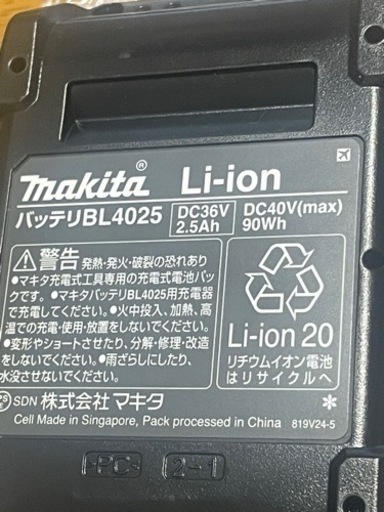 makita® Li-ion
バッテリBL4025 DC36V 2.5Ah DC40V(max) 90Wh
⚠警告 発熱・発火・破裂の恐れあり
●マキタ充電式工具専用の充電式電池パッ
クです。●マキタバッテリBL4025用充電器
で充電してください。●火中投入、加熱、高
温での充電・使用・放置をしないでください。
●変形やショートさせたり、分解・修理・改造
をしないでください。●雨ざらしにしたり、
水没させないでください。
Li-ion 20
リチウムイオン電池
はリサイクルへ
PS E SDN 株式会社 マキタ *
Cell Made in Singapore, Pack processed in China 819V24-5
-PC- 2-1